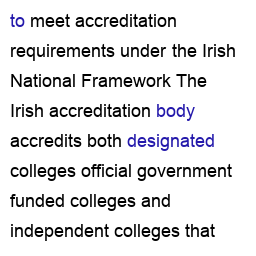 to meet accreditation
requirements under the Irish
National Framework The
Irish accreditation body
accredits both designated
colleges official government
funded colleges and
independent colleges that